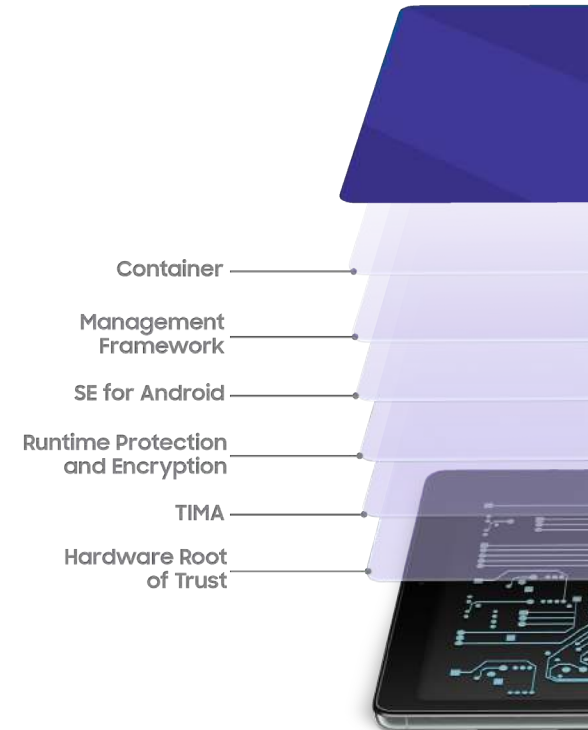 Container
Management
Framework
SE for Android
Runtime Protection
and Encryption
TIMA
Hardware Root
of Trust